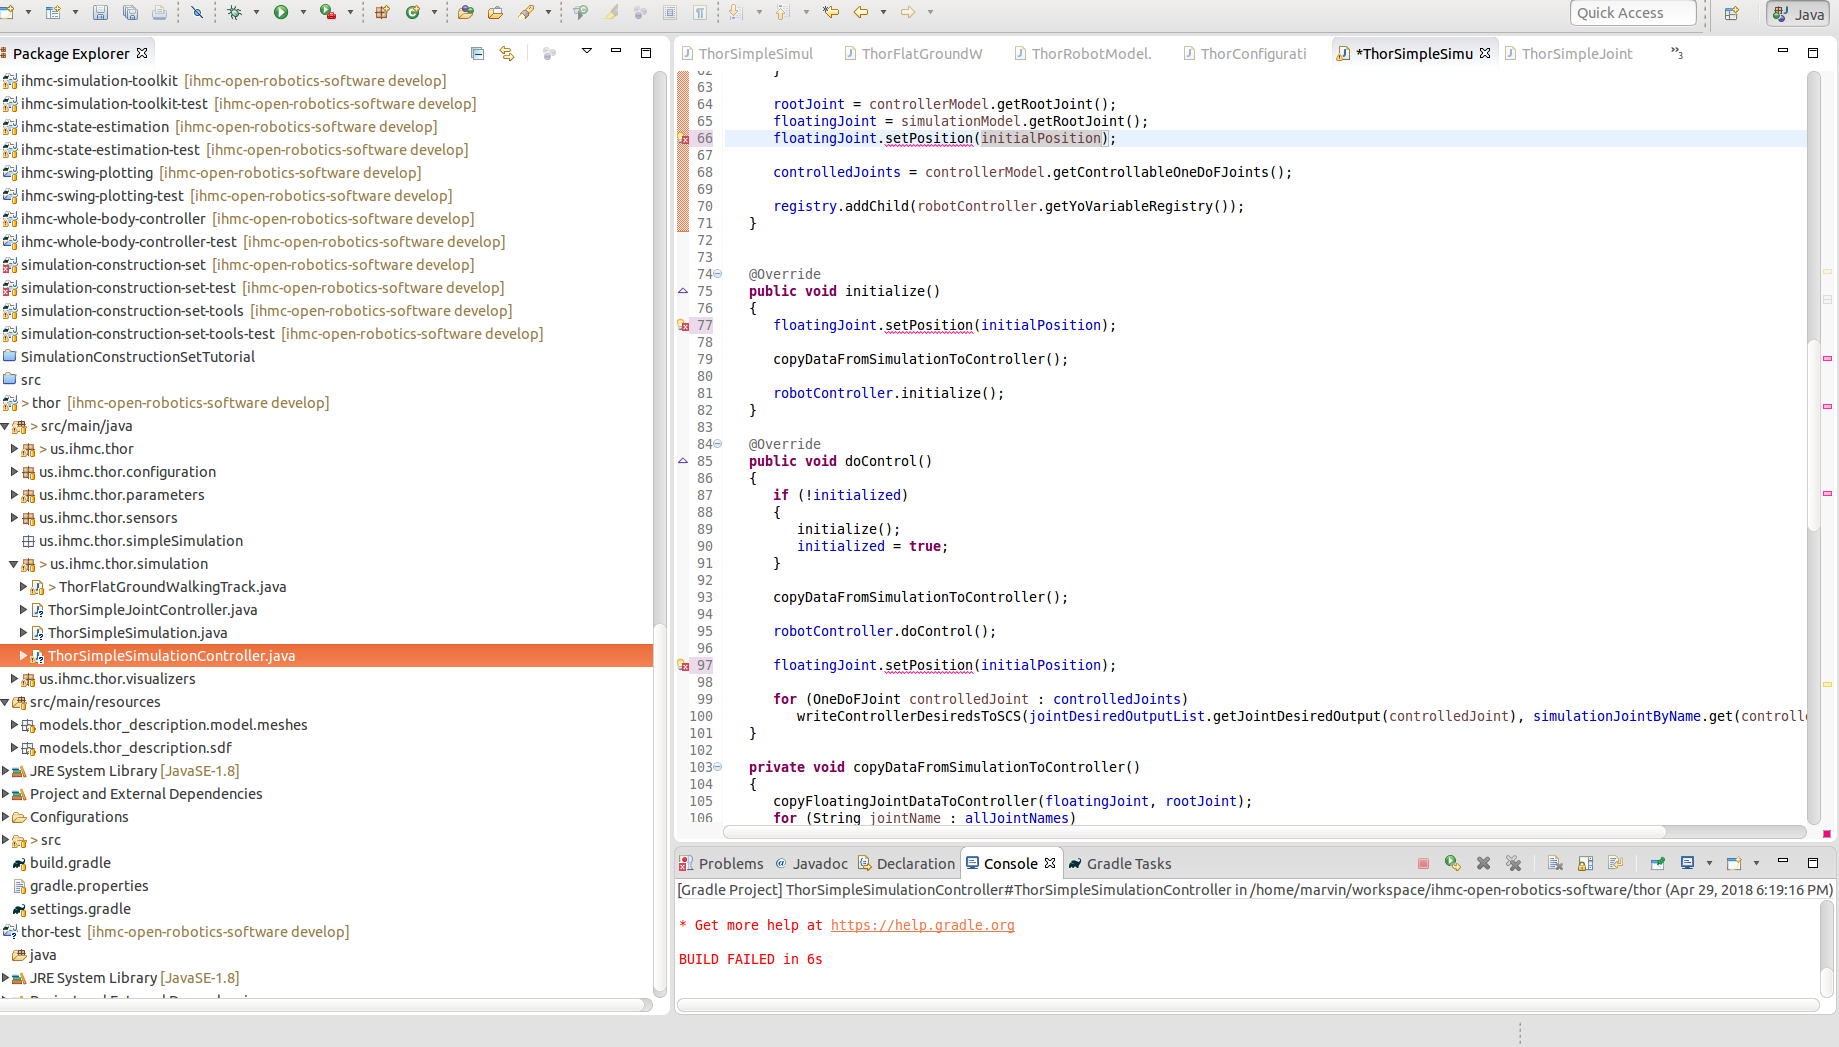 Quick Access
Java
Package Explorer
ihmc-simulation-toolkit [ihmc-open-robotics-software develop]
ihmc-simulation-toolkit-test [ihmc-open-robotics-software develop]
ihmc-state-estimation [ihmc-open-robotics-software develop]
ihmc-state-estimation-test [ihmc-open-robotics-software develop]
ihmc-swing-plotting [ihmc-open-robotics-software develop]
ihmc-swing-plotting-test [ihmc-open-robotics-software develop]
ihmc-whole-body-controller [ihmc-open-robotics-software develop]
ihmc-whole-body-controller-test [ihmc-open-robotics-software develop]
simulation-construction-set [ihmc-open-robotics-software develop]
simulation-construction-set-test [ihmc-open-robotics-software develop]
simulation-construction-set-tools [ihmc-open-robotics-software develop]
simulation-construction-set-tools-test [ihmc-open-robotics-software develop]
SimulationConstructionSetTutorial
src
> thor [ihmc-open-robotics-software develop]
> src/main/java
> us.ihmc.thor
us.ihmc.thor.configuration
us.ihmc.thor.parameters
us.ihmc.thor.sensors
us.ihmc.thor.simpleSimulation
> us.ihmc.thor.simulation
> ThorFlatGroundWalkingTrack.java
ThorSimpleJointController.java
ThorSimpleSimulation.java
ThorSimpleSimulationController.java
us.ihmc.thor.visualizers
src/main/resources
models.thor_description.model.meshes
models.thor_description.sdf
JRE System Library [JavaSE-1.8]
Project and External Dependencies
Configurations
> src
build.gradle
gradle.properties
settings.gradle
thor-test [ihmc-open-robotics-software develop]
java
JRE System Library [JavaSE-1.8]
ThorSimpleSimul ThorFlatGroundW ThorRobotModel. ThorConfigurati *ThorSimpleSimu ThorSimpleJoint »3
62 }
63
64 rootJoint = controllerModel.getRootJoint();
65 floatingJoint = simulationModel.getRootJoint();
66 floatingJoint.setPosition(initialPosition);
67
68 controlledJoints = controllerModel.getControllableOneDoFJoints();
69
70 registry.addChild(robotController.getYoVariableRegistry());
71 }
72
73
74 @Override
75 public void initialize()
76 {
77 floatingJoint.setPosition(initialPosition);
78
79 copyDataFromSimulationToController();
80
81 robotController.initialize();
82 }
83
84 @Override
85 public void doControl()
86 {
87 if (!initialized)
88 {
89 initialize();
90 initialized = true;
91 }
92
93 copyDataFromSimulationToController();
94
95 robotController.doControl();
96
97 floatingJoint.setPosition(initialPosition);
98
99 for (OneDoFJoint controlledJoint : controlledJoints)
100 writeControllerDesiredsToSCS(jointDesiredOutputList.getJointDesiredOutput(controlledJoint), simulationJointByName.get(controlle
101 }
102
103 private void copyDataFromSimulationToController()
104 {
105 copyFloatingJointDataToController(floatingJoint, rootJoint);
106 for (String jointName : allJointNames)
Problems Javadoc Declaration Console Gradle Tasks
[Gradle Project] ThorSimpleSimulationController#ThorSimpleSimulationController in /home/marvin/workspace/ihmc-open-robotics-software/thor (Apr 29, 2018 6:19:16 PM)
* Get more help at https://help.gradle.org
BUILD FAILED in 6s